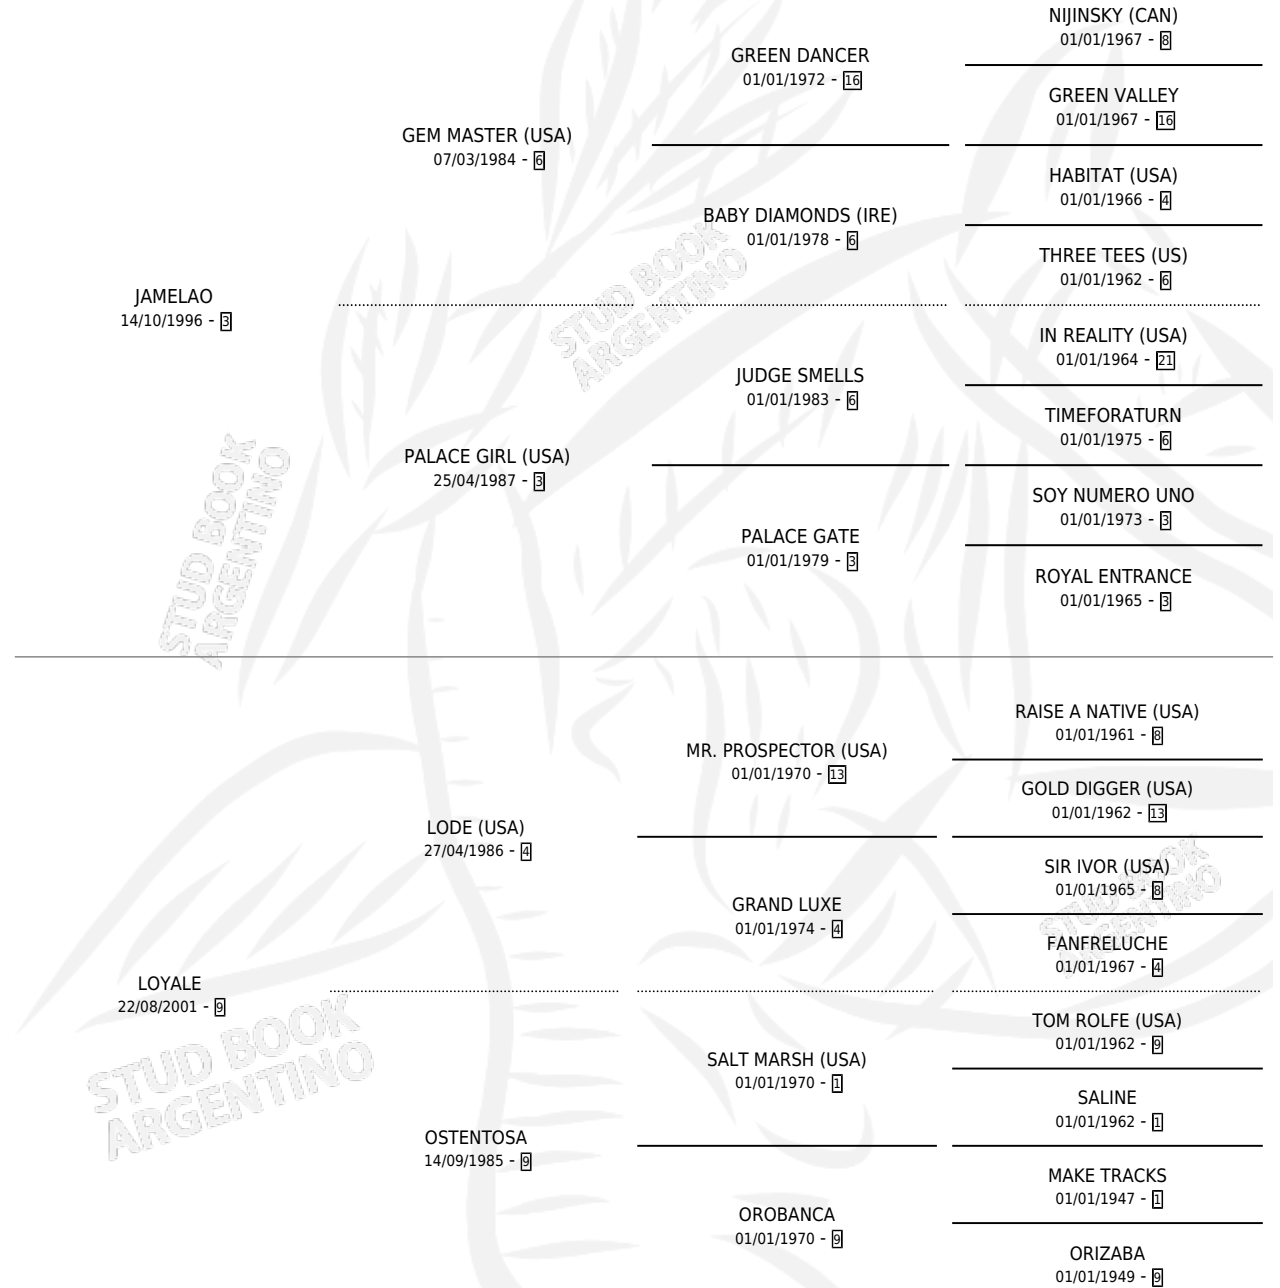 NIJINSKY (CAN)
01/01/1967 - 8
GREEN DANCER
01/01/1972 - 16
GREEN VALLEY
01/01/1967 - 16
GEM MASTER (USA)
07/03/1984 - 6
HABITAT (USA)
01/01/1966 - 4
BABY DIAMONDS (IRE)
01/01/1978 - 6
THREE TEES (US)
01/01/1962 - 6
JAMELAO
14/10/1996 - 3
IN REALITY (USA)
01/01/1964 - 21
JUDGE SMELLS
01/01/1983 - 6
TIMEFORATURN
01/01/1975 - 6
PALACE GIRL (USA)
25/04/1987 - 3
SOY NUMERO UNO
01/01/1973 - 3
PALACE GATE
01/01/1979 - 3
ROYAL ENTRANCE
01/01/1965 - 3
RAISE A NATIVE (USA)
01/01/1961 - 8
MR. PROSPECTOR (USA)
01/01/1970 - 13
GOLD DIGGER (USA)
01/01/1962 - 13
LODE (USA)
27/04/1986 - 4
SIR IVOR (USA)
01/01/1965 - 8
GRAND LUXE
01/01/1974 - 4
FANFRELUCHE
01/01/1967 - 4
LOYALE
22/08/2001 - 9
TOM ROLFE (USA)
01/01/1962 - 9
SALT MARSH (USA)
01/01/1970 - 1
SALINE
01/01/1962 - 1
OSTENTOSA
14/09/1985 - 9
MAKE TRACKS
01/01/1947 - 1
OROBANCA
01/01/1970 - 9
ORIZABA
01/01/1949 - 9
STUD BOOK
ARGENTINO
STUD BOOK
ARGENTINO
STUD BOOK
ARGENTINO
STUD BOOK
ARGENTINO